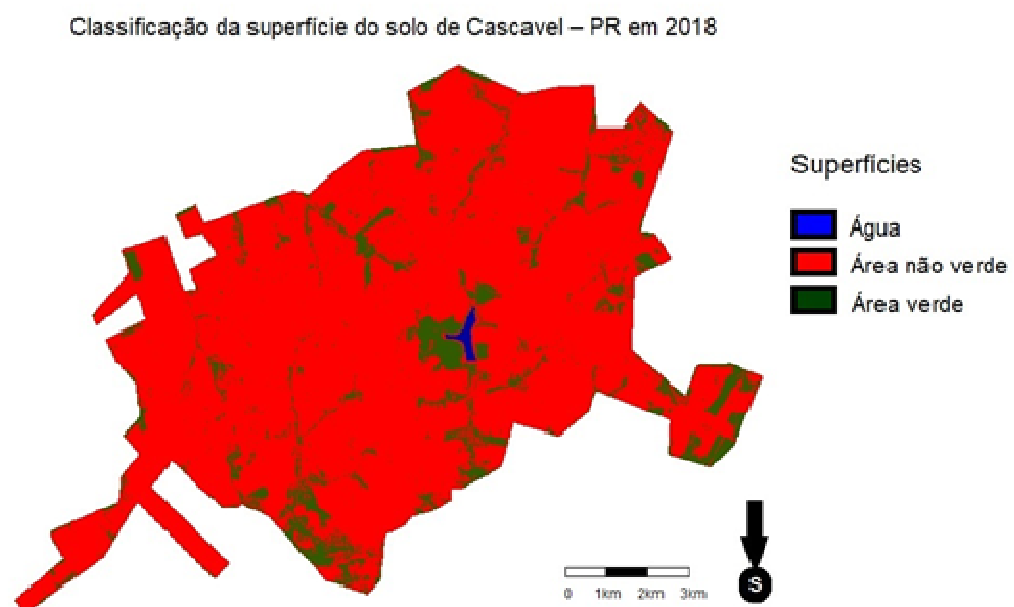 Classificação da superfície do solo de Cascavel – PR em 2018
Superfícies
Água
Área não verde
Área verde
0 1km 2km 3km
S